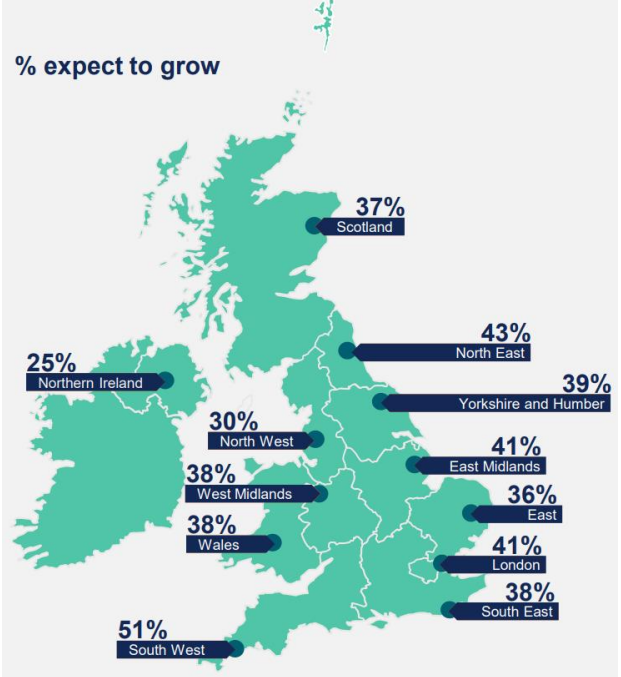 % expect to grow
37%
Scotland
43%
North East
25%
Northern Ireland
39%
Yorkshire and Humber
30%
North West
41%
East Midlands
38%
West Midlands
36%
East
38%
Wales
41%
London
38%
South East
51%
South West